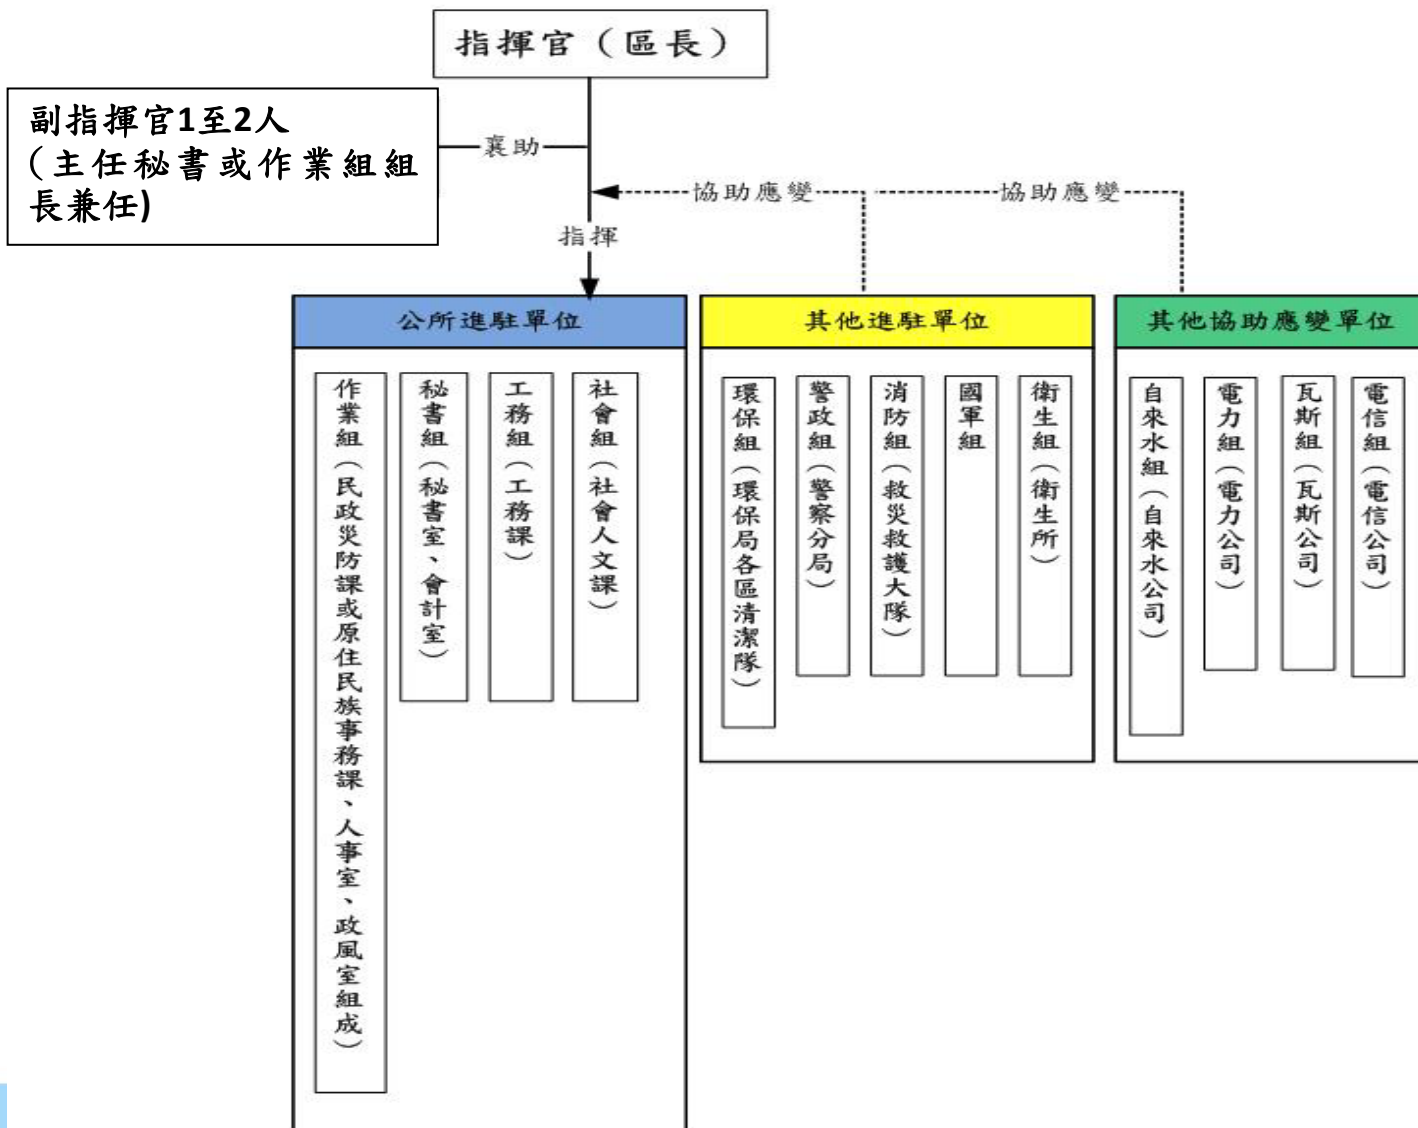 指揮官（區長）
副指揮官1至2人
（主任秘書或作業組組
長兼任)
襄助
協助應變
協助應變
指揮
公所進駐單位
作業組（民政災防課或原住民族事務課、人事室、政風室組成）
秘書組（秘書室、會計室）
工務組（工務課）
社會組（社會人文課）
其他進駐單位
環保組（環保局各區清潔隊）
警政組（警察分局）
消防組（救災救護大隊）
國軍組
衛生組（衛生所）
其他協助應變單位
自來水組（自來水公司）
電力組（電力公司）
瓦斯組（瓦斯公司）
電信組（電信公司）